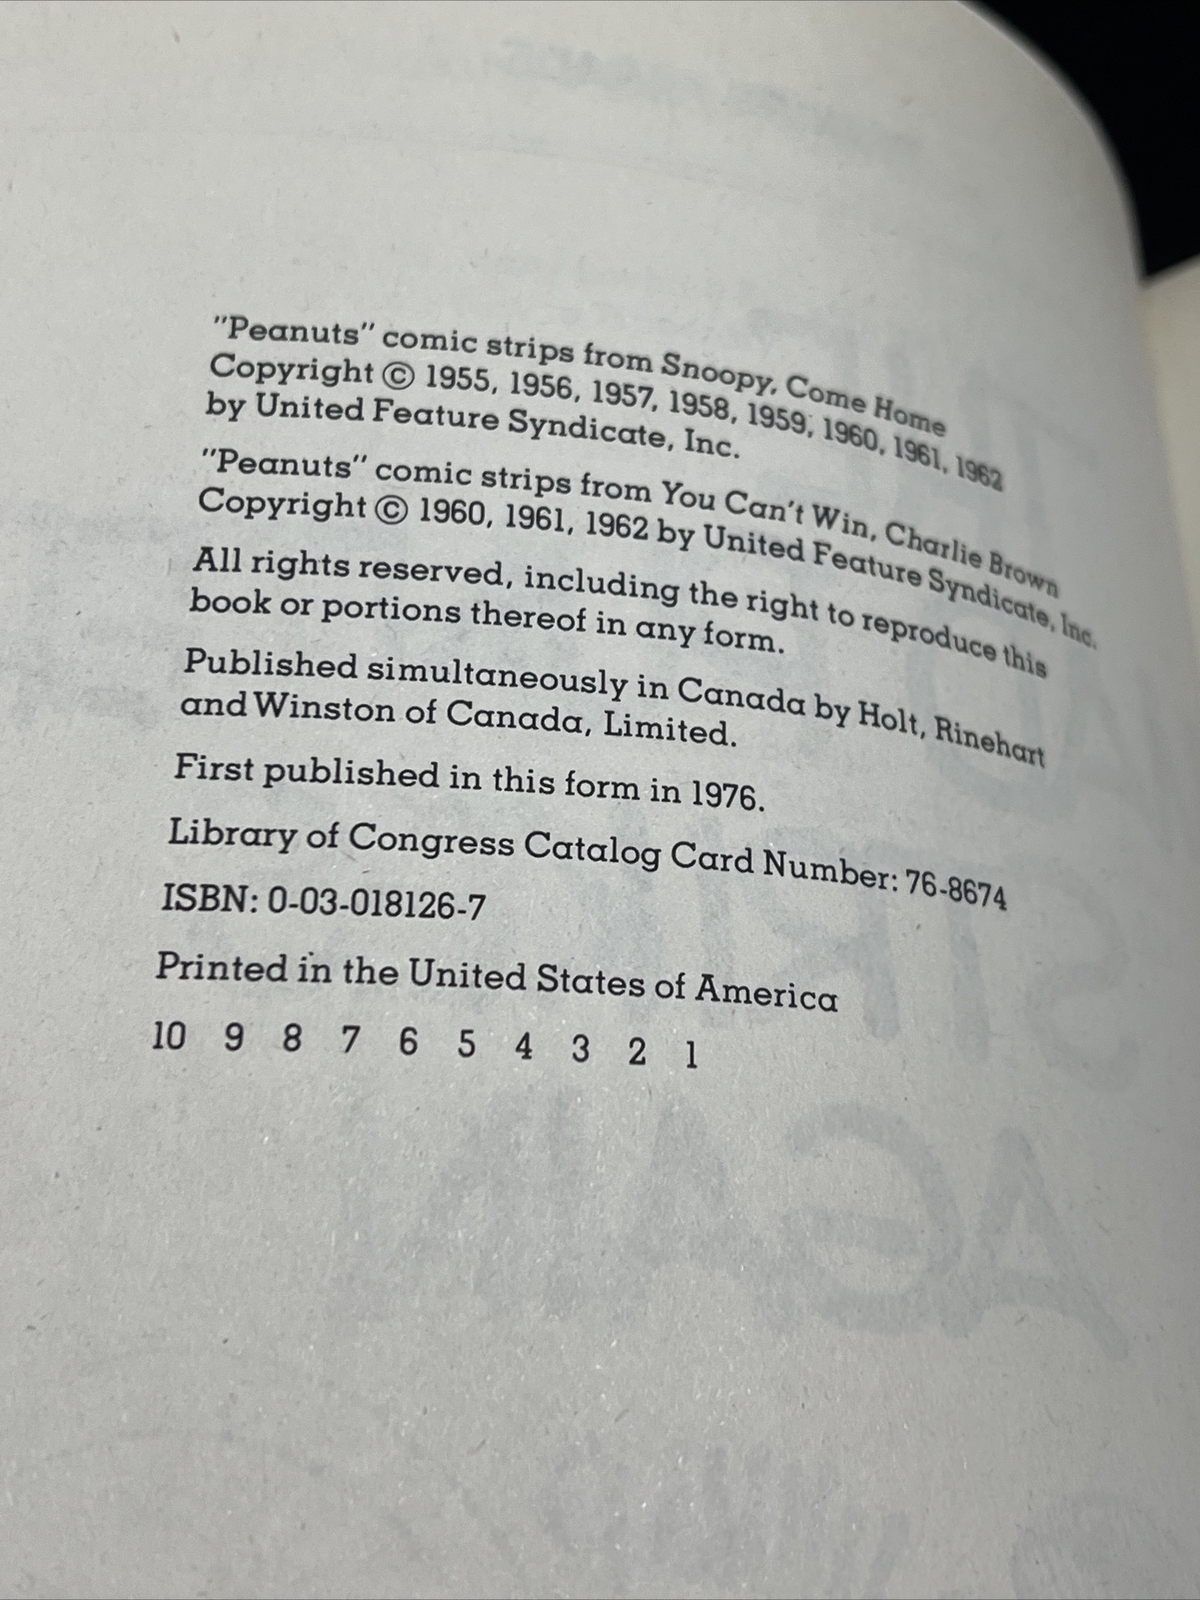 "Peanuts" comic strips from Snoopy, Come Home
Copyright © 1955, 1956, 1957, 1958, 1959, 1960, 1961, 1962
by United Feature Syndicate, Inc.
"Peanuts" comic strips from You Can't Win, Charlie Brown
Copyright © 1960, 1961, 1962 by United Feature Syndicate, Inc.
All rights reserved, including the right to reproduce this
book or portions thereof in any form.
Published simultaneously in Canada by Holt, Rinehart
and Winston of Canada, Limited.
First published in this form in 1976.
Library of Congress Catalog Card Number: 76-8674
ISBN: 0-03-018126-7
Printed in the United States of America
10 9 8 7 6 5 4 3 2 1